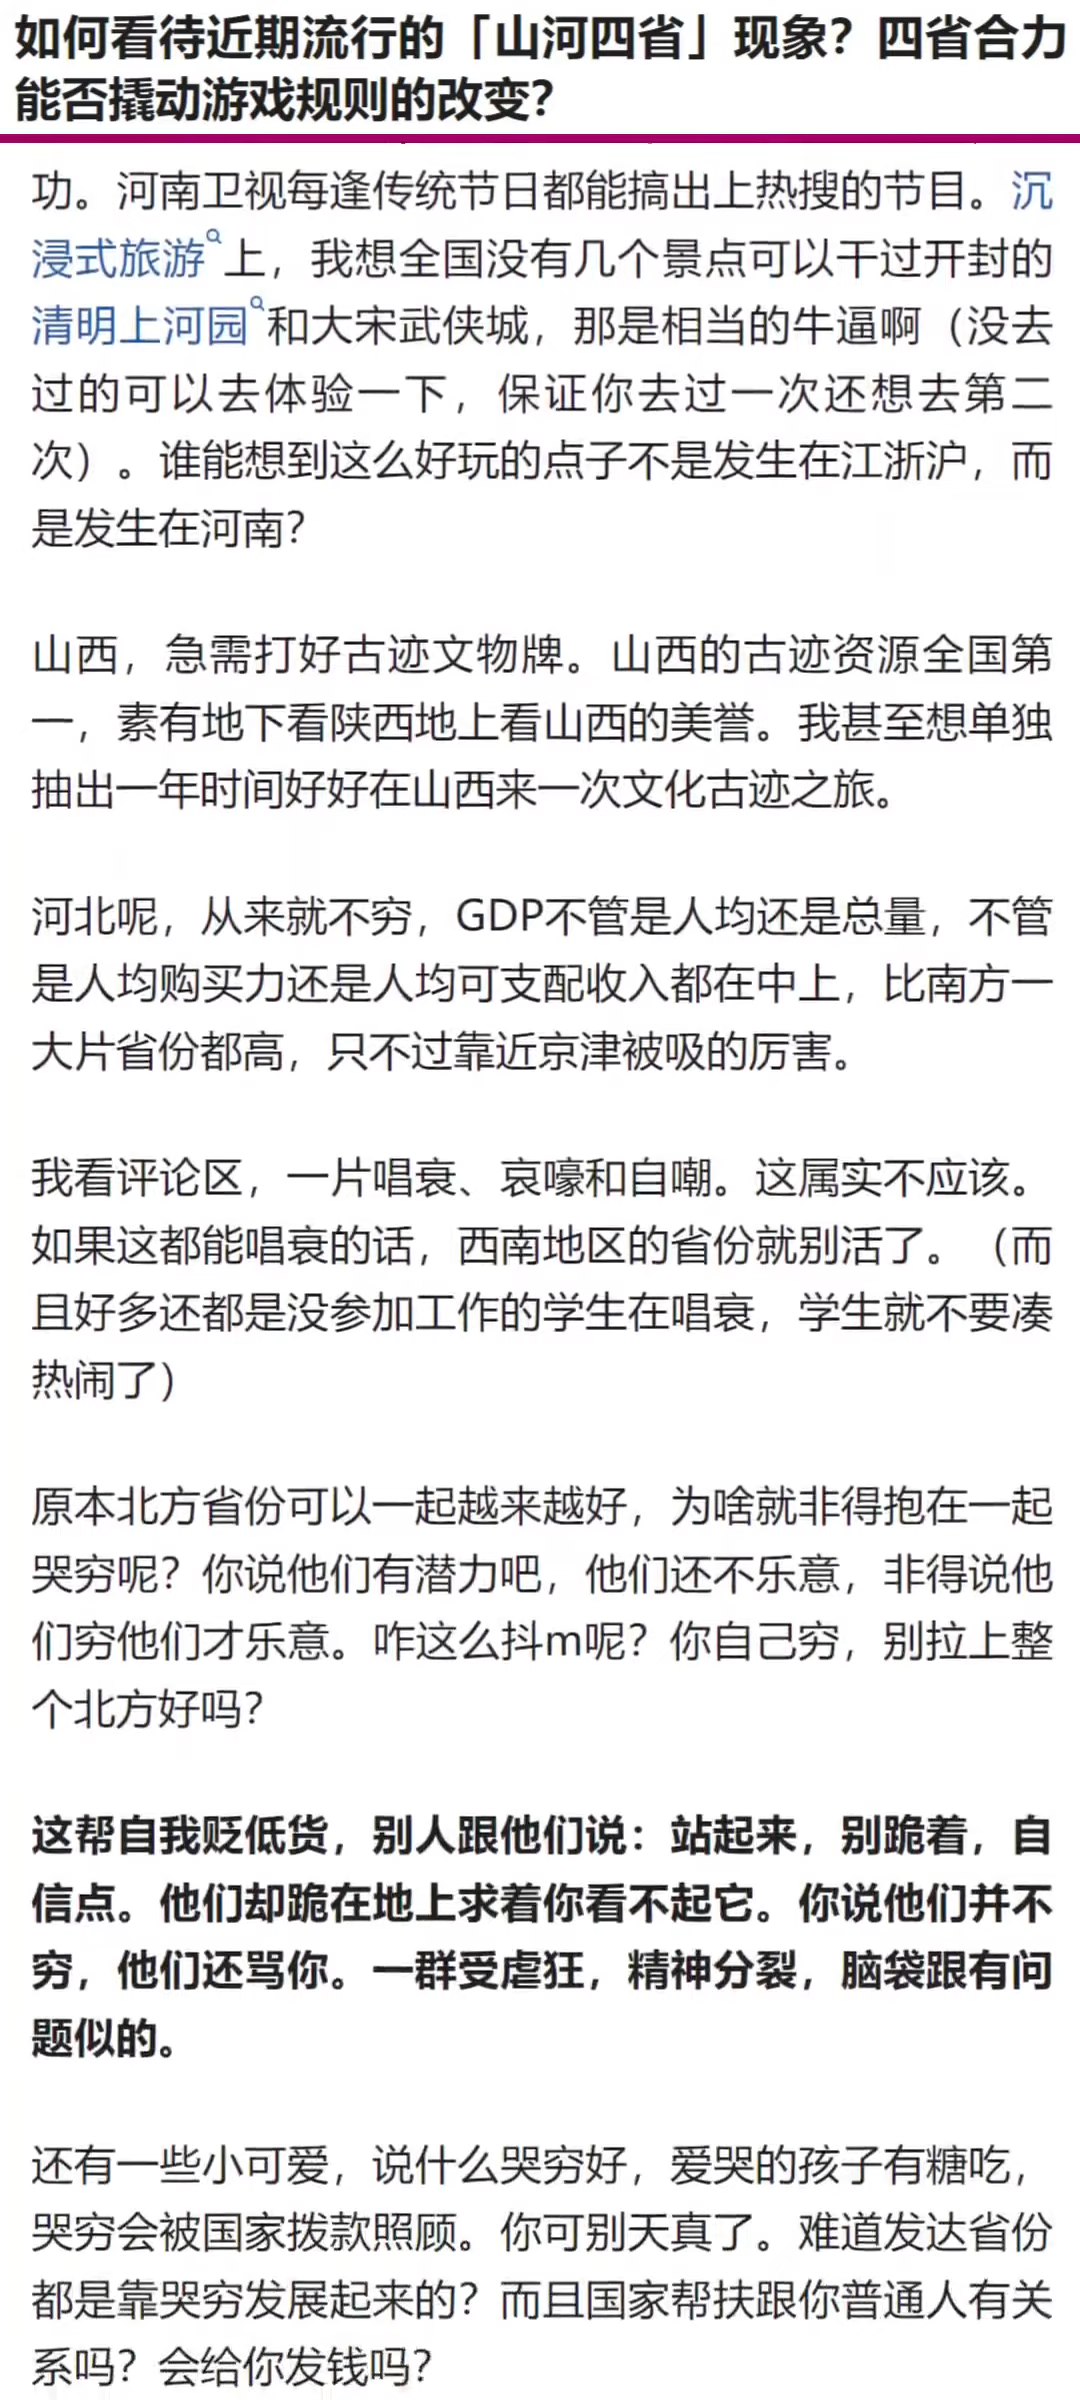 如何看待近期流行的「山河四省」现象？四省合力
能否撬动游戏规则的改变？
功。河南卫视每逢传统节日都能搞出上热搜的节目。沉
浸式旅游上，我想全国没有几个景点可以干过开封的
清明上河园和大宋武侠城，那是相当的牛逼啊（没去
过的可以去体验一下，保证你去过一次还想去第二
次）。谁能想到这么好玩的点子不是发生在江浙沪，而
是发生在河南？
山西，急需打好古迹文物牌。山西的古迹资源全国第
一，素有地下看陕西地上看山西的美誉。我甚至想单独
抽出一年时间好好在山西来一次文化古迹之旅。
河北呢，从来就不穷，GDP不管是人均还是总量，不管
是人均购买力还是人均可支配收入都在中上，比南方一
大片省份都高，只不过靠近京津被吸的厉害。
我看评论区，一片唱衰、哀嚎和自嘲。这属实不应该。
如果这都能唱衰的话，西南地区的省份就别活了。（而
且好多还都是没参加工作的学生在唱衰，学生就不要凑
热闹了）
原本北方省份可以一起越来越好，为啥就非得抱在一起
哭穷呢？你说他们有潜力吧，他们还不乐意，非得说他
们穷他们才乐意。咋这么抖m呢？你自己穷，别拉上整
个北方好吗？
这帮自我贬低货，别人跟他们说：站起来，别跪着，自
信点。他们却跪在地上求着你看不起它。你说他们并不
穷，他们还骂你。一群受虐狂，精神分裂，脑袋跟有问
题似的。
还有一些小可爱，说什么哭穷好，爱哭的孩子有糖吃，
哭穷会被国家拨款照顾。你可别天真了。难道发达省份
都是靠哭穷发展起来的？而且国家帮扶跟你普通人有关
系吗？会给你发钱吗？